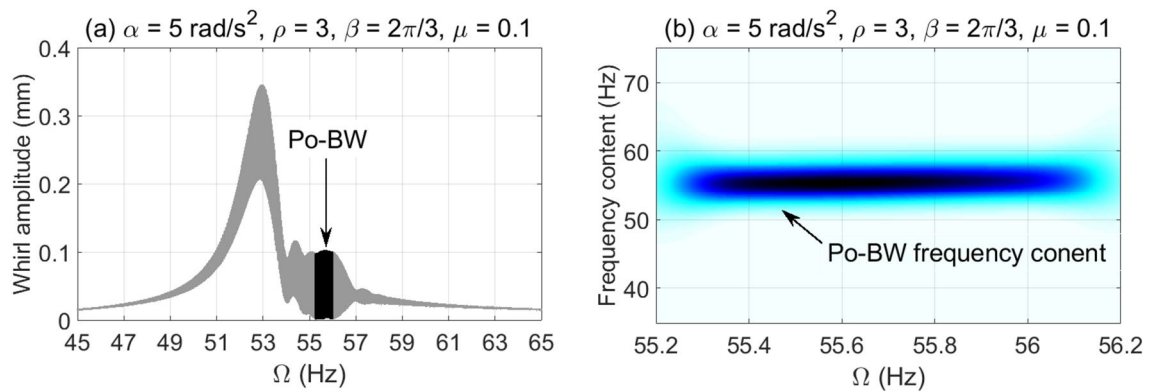 (a) α = 5 rad/s², ρ = 3, β = 2π/3, μ = 0.1
Whirl amplitude (mm)
0.4
0.3
0.2
0.1
0
Po-BW
45 47 49 51 53 55 57 59 61 63 65
Ω (Hz)
(b) α = 5 rad/s², ρ = 3, β = 2π/3, μ = 0.1
Frequency content (Hz)
70
60
50
40
Po-BW frequency conent
55.2 55.4 55.6 55.8 56 56.2
Ω (Hz)